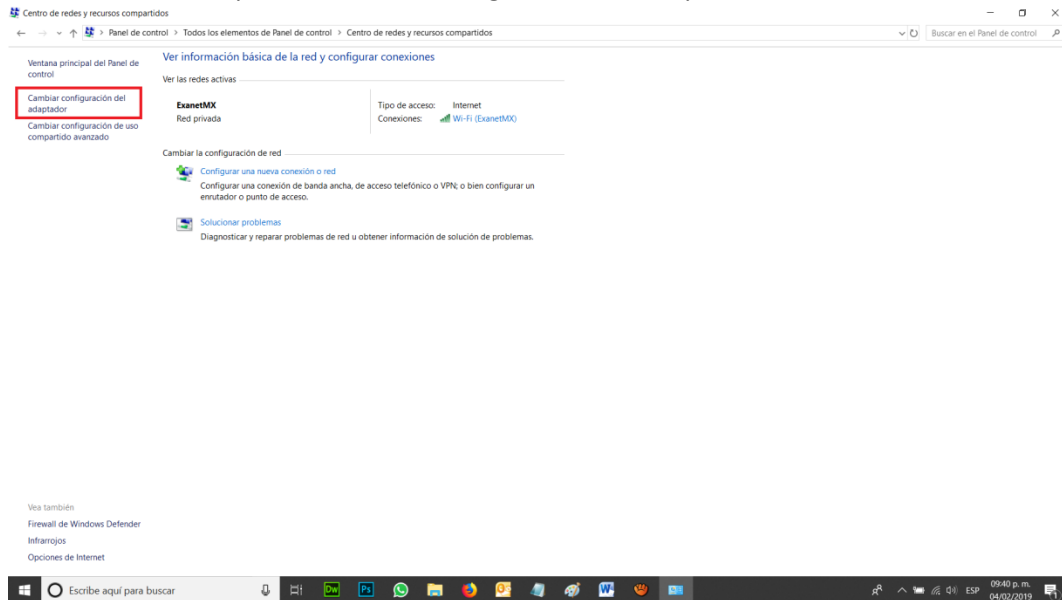 Centro de redes y recursos compartidos
Panel de control > Todos los elementos de Panel de control > Centro de redes y recursos compartidos
Buscar en el Panel de control
Ventana principal del Panel de
control
Cambiar configuración del
adaptador
Cambiar configuración de uso
compartido avanzado
Ver información básica de la red y configurar conexiones
Ver las redes activas
ExanetMX
Red privada
Tipo de acceso: Internet
Conexiones: Wi-Fi (ExanetMX)
Cambiar la configuración de red
Configurar una nueva conexión o red
Configurar una conexión de banda ancha, de acceso telefónico o VPN; o bien configurar un
enrutador o punto de acceso.
Solucionar problemas
Diagnosticar y reparar problemas de red u obtener información de solución de problemas.
Vea también
Firewall de Windows Defender
Infrarrojos
Opciones de Internet
Escribe aquí para buscar
Dw
Ps
ESP
09:40 p. m.
04/02/2019